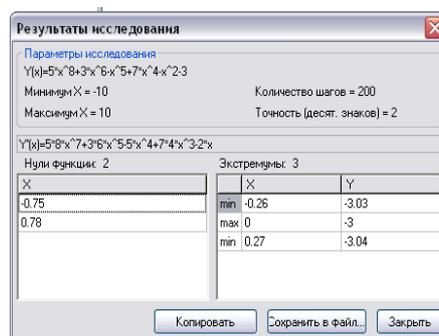 Результаты исследования
Параметры исследования
Y(x)=5*x^8+3*x^6-x^5+7*x^4-x^2-3
Минимум X = -10 Количество шагов = 200
Максимум X = 10 Точность (десят. знаков) = 2
Y'(x)=5*8*x^7+3*6*x^5-5*x^4+7*4*x^3-2*x
Нули функции: 2 Экстремумы: 3
X X Y
-0.75 min -0.26 -3.03
0.78 max 0 -3
min 0.27 -3.04
Копировать Сохранить в файл... Закрыть